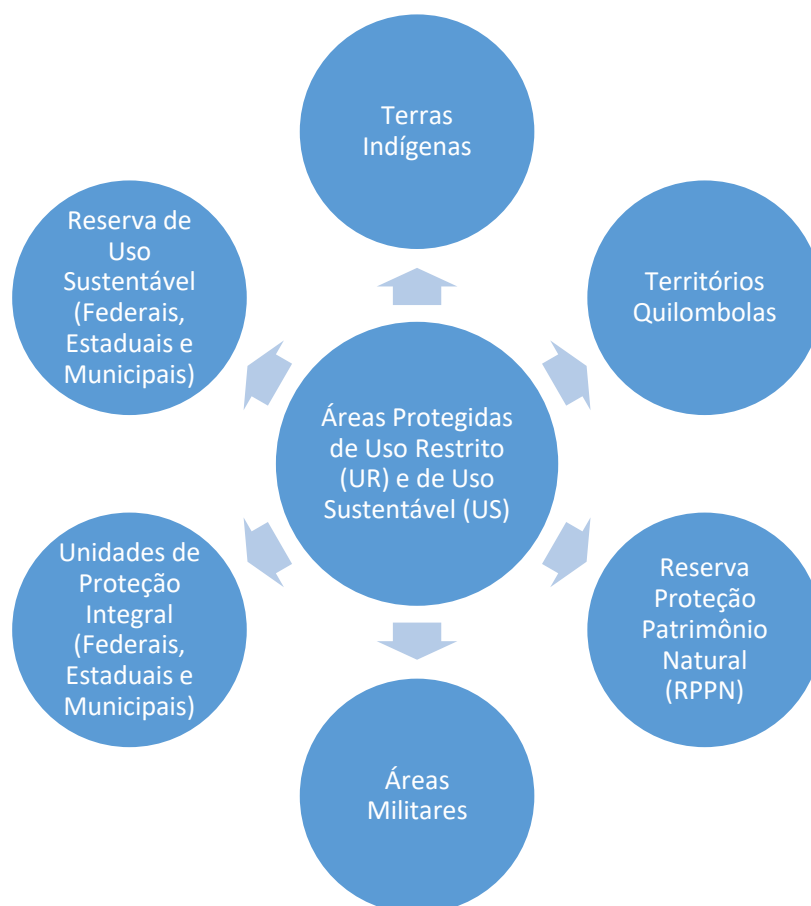 Terras
Indígenas
Reserva de
Uso
Sustentável
(Federais,
Estaduais e
Municipais)
Territórios
Quilombolas
Áreas Protegidas
de Uso Restrito
(UR) e de Uso
Sustentável (US)
Unidades de
Proteção
Integral
(Federais,
Estaduais e
Municipais)
Reserva
Proteção
Patrimônio
Natural
(RPPN)
Áreas
Militares